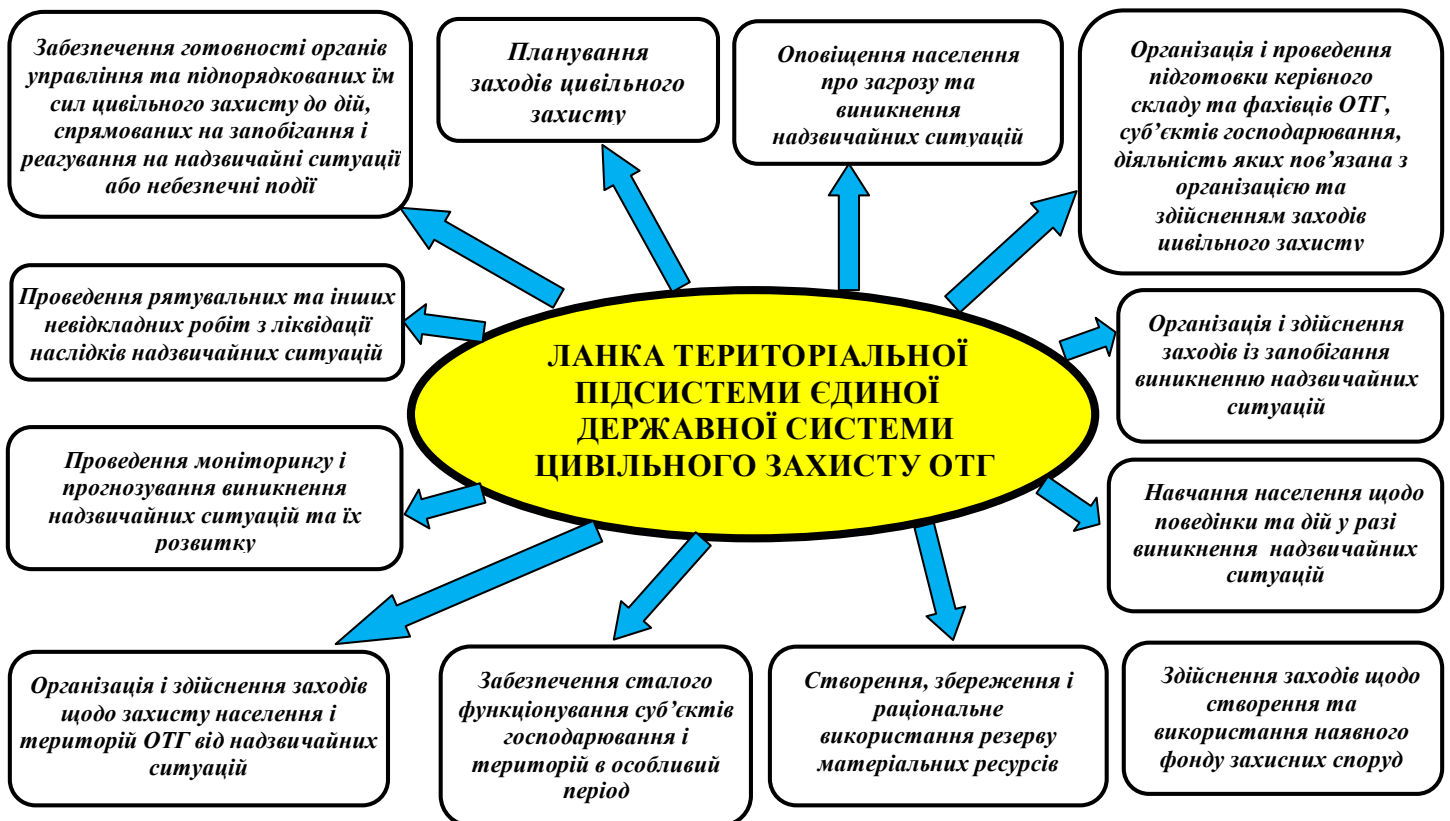 Забезпечення готовності органів
управління та підпорядкованих їм
сил цивільного захисту до дій,
спрямованих на запобігання і
реагування на надзвичайні ситуації
або небезпечні події
Планування
заходів цивільного
захисту
Оповіщення населення
про загрозу та
виникнення
надзвичайних ситуацій
Організація і проведення
підготовки керівного
складу та фахівців ОТГ,
суб’єктів господарювання,
діяльність яких пов’язана з
організацією та
здійсненням заходів
цивільного захисту
Проведення рятувальних та інших
невідкладних робіт з ліквідації
наслідків надзвичайних ситуацій
ЛАНКА ТЕРИТОРІАЛЬНОЇ
ПІДСИСТЕМИ ЄДИНОЇ
ДЕРЖАВНОЇ СИСТЕМИ
ЦИВІЛЬНОГО ЗАХИСТУ ОТГ
Організація і здійснення
заходів із запобігання
виникненню надзвичайних
ситуацій
Проведення моніторингу і
прогнозування виникнення
надзвичайних ситуацій та їх
розвитку
Навчання населення щодо
поведінки та дій у разі
виникнення надзвичайних
ситуацій
Організація і здійснення заходів
щодо захисту населення і
територій ОТГ від надзвичайних
ситуацій
Забезпечення сталого
функціонування суб’єктів
господарювання і
територій в особливий
період
Створення, збереження і
раціональне
використання резерву
матеріальних ресурсів
Здійснення заходів щодо
створення та
використання наявного
фонду захисних споруд